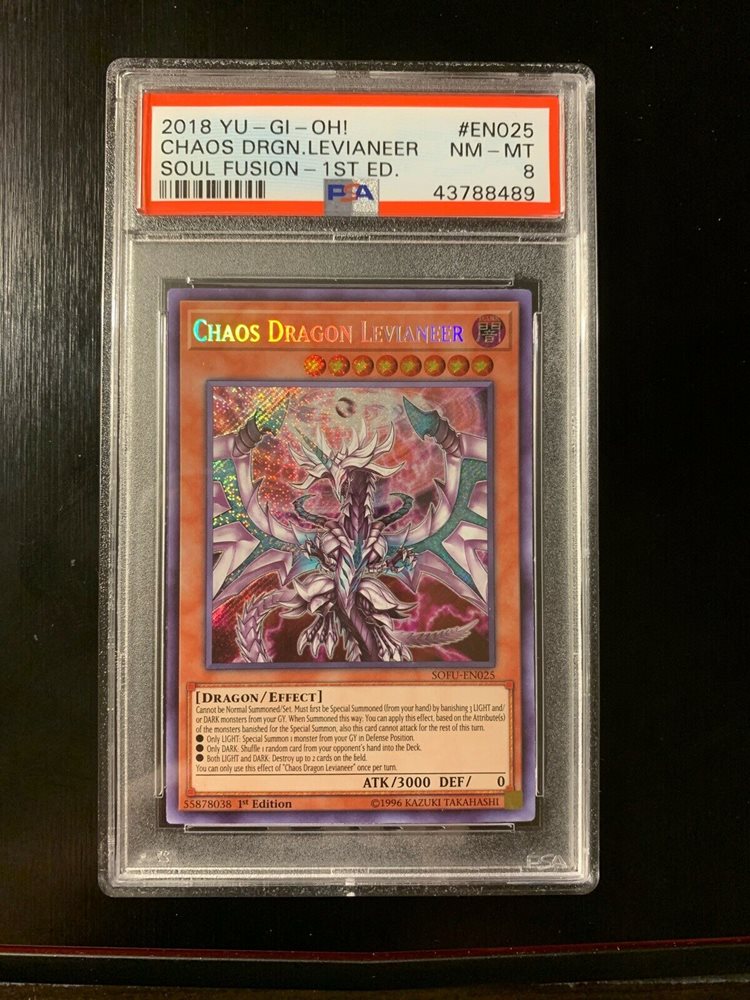 2018 YU-GI-OH! #EN025
CHAOS DRGN.LEVIANEER NM-MT
SOUL FUSION-1ST ED. 8
PSA 43788489
CHAOS DRAGON LEVIANEER 闇
SOFU-EN025
[DRAGON/EFFECT]
Cannot be Normal Summoned/Set. Must first be Special Summoned (from your hand) by banishing 3 LIGHT and/
or DARK monsters from your GY. When Summoned this way: You can apply this effect, based on the Attribute(s)
of the monsters banished for the Special Summon, also this card cannot attack for the rest of this turn.
● Only LIGHT: Special Summon 1 monster from your GY in Defense Position.
● Only DARK: Shuffle 1 random card from your opponent's hand into the Deck.
● Both LIGHT and DARK: Destroy up to 2 cards on the field.
You can only use this effect of "Chaos Dragon Levianeer" once per turn.
ATK/3000 DEF/ 0
55878038 1st Edition ©1996 KAZUKI TAKAHASHI
PSA